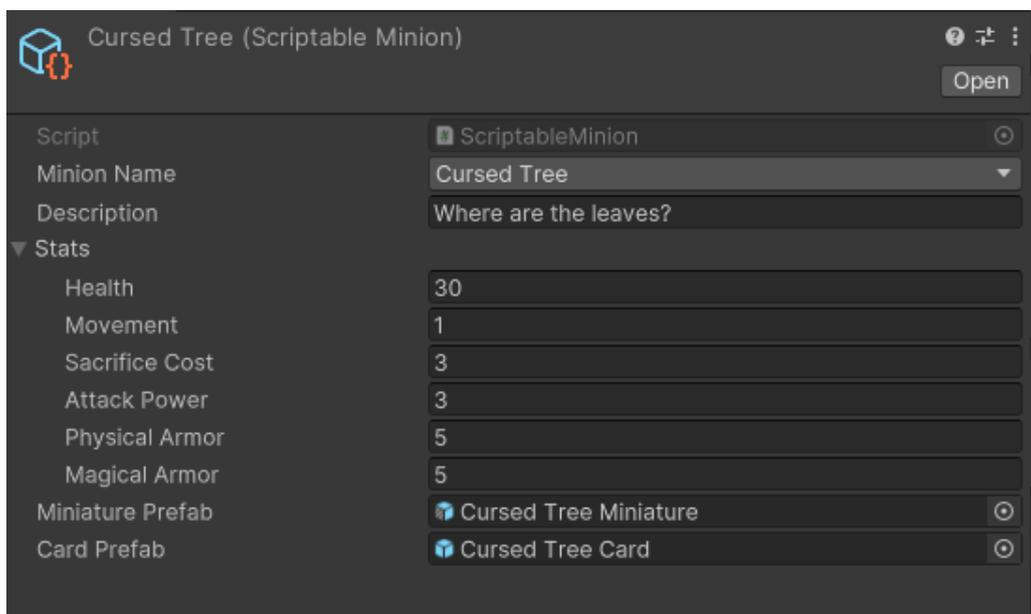 Cursed Tree (Scriptable Minion)
Open
Script ScriptableMinion
Minion Name Cursed Tree
Description Where are the leaves?
Stats
Health 30
Movement 1
Sacrifice Cost 3
Attack Power 3
Physical Armor 5
Magical Armor 5
Miniature Prefab Cursed Tree Miniature
Card Prefab Cursed Tree Card